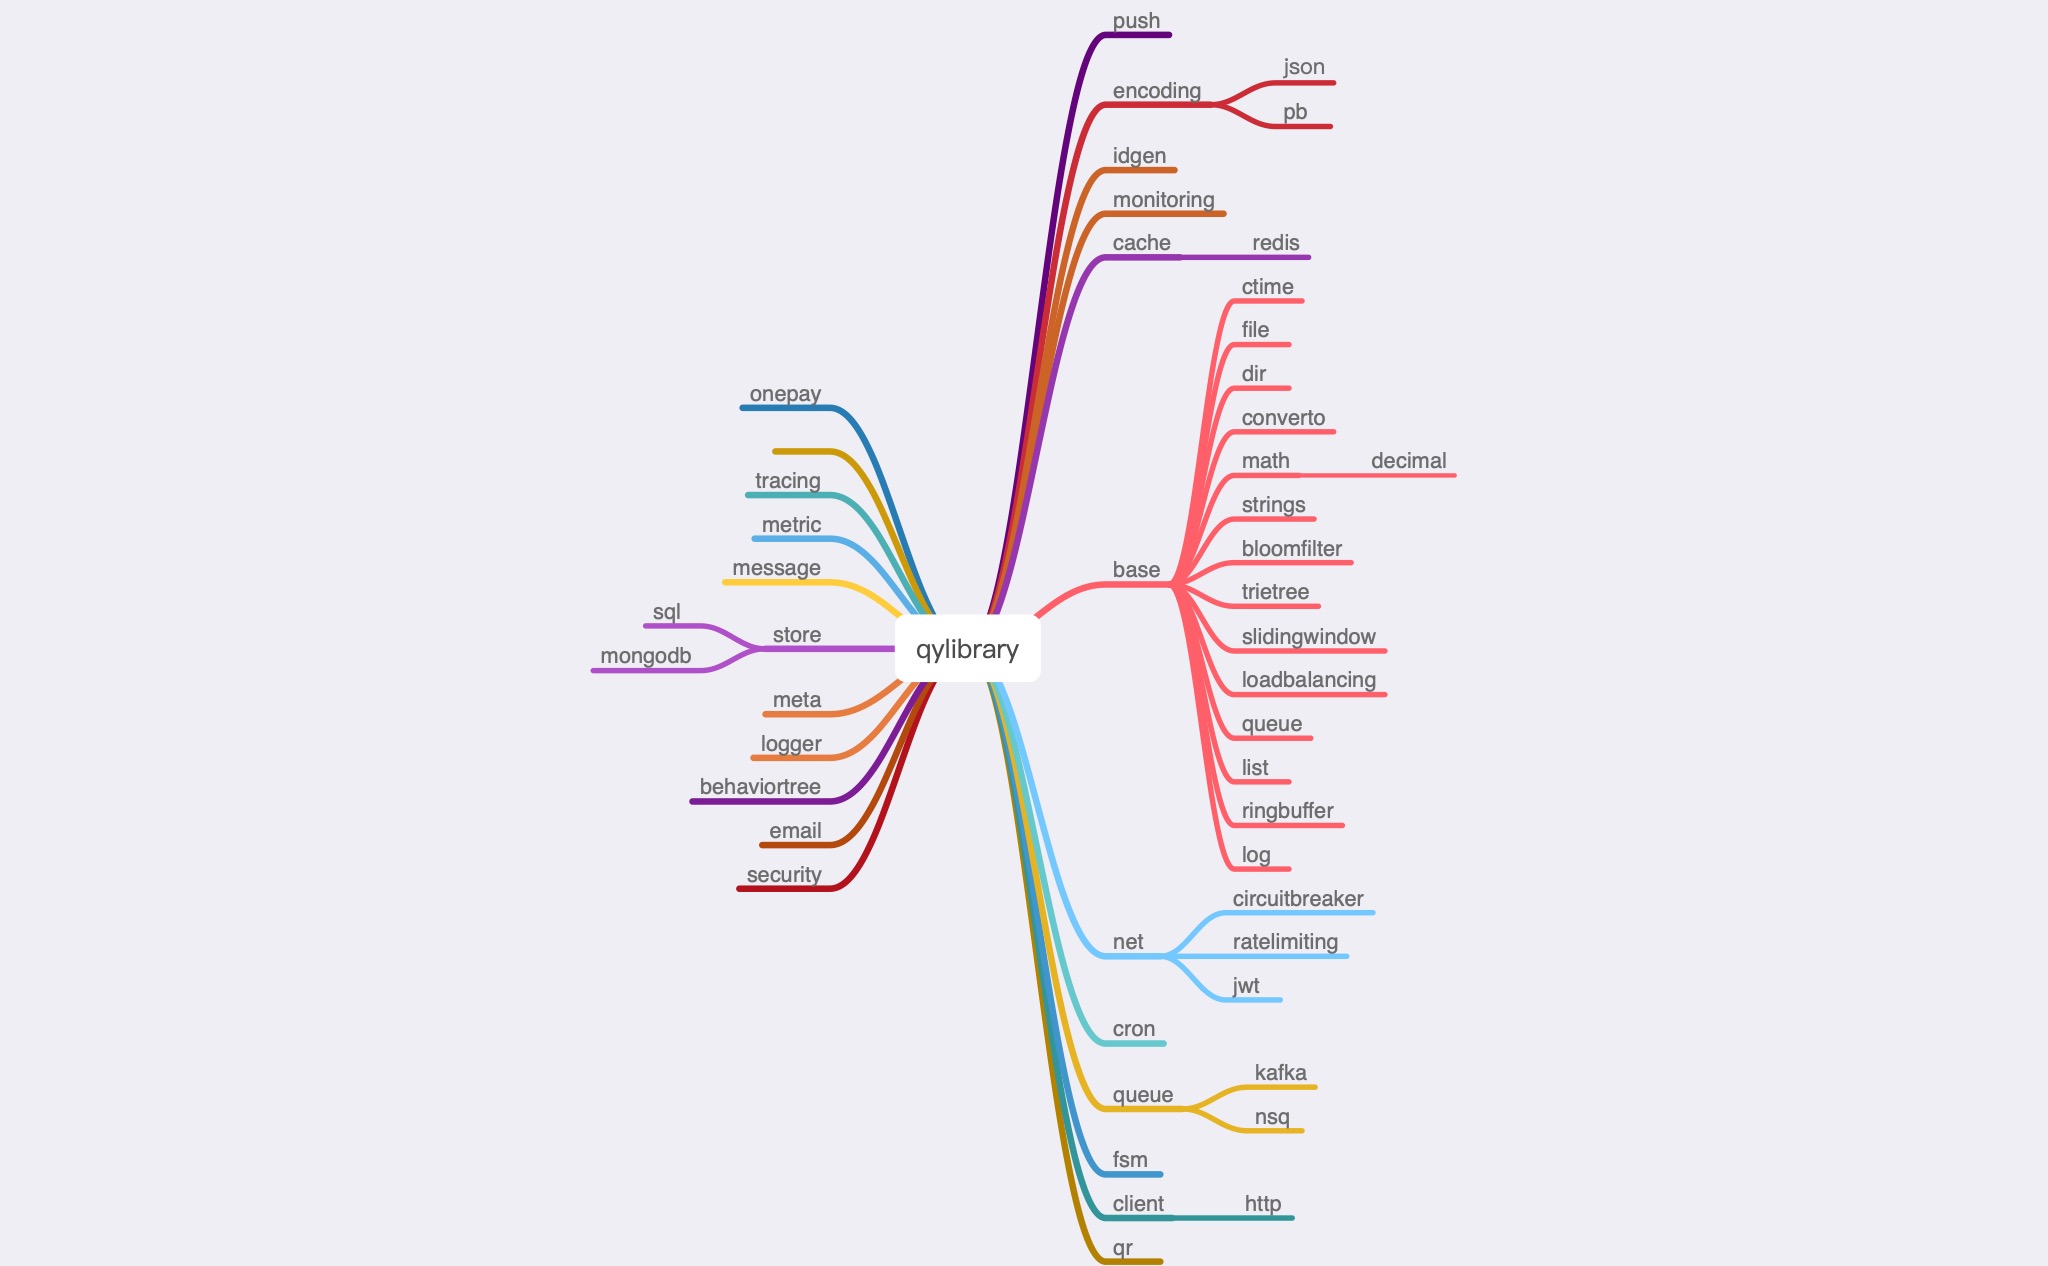 qylibrary
push
encoding
json
pb
idgen
monitoring
cache
redis
base
ctime
file
dir
converto
math
decimal
strings
bloomfilter
trietree
slidingwindow
loadbalancing
queue
list
ringbuffer
log
net
circuitbreaker
ratelimiting
jwt
cron
queue
kafka
nsq
fsm
client
http
qr
onepay
tracing
metric
message
store
sql
mongodb
meta
logger
behaviortree
email
security